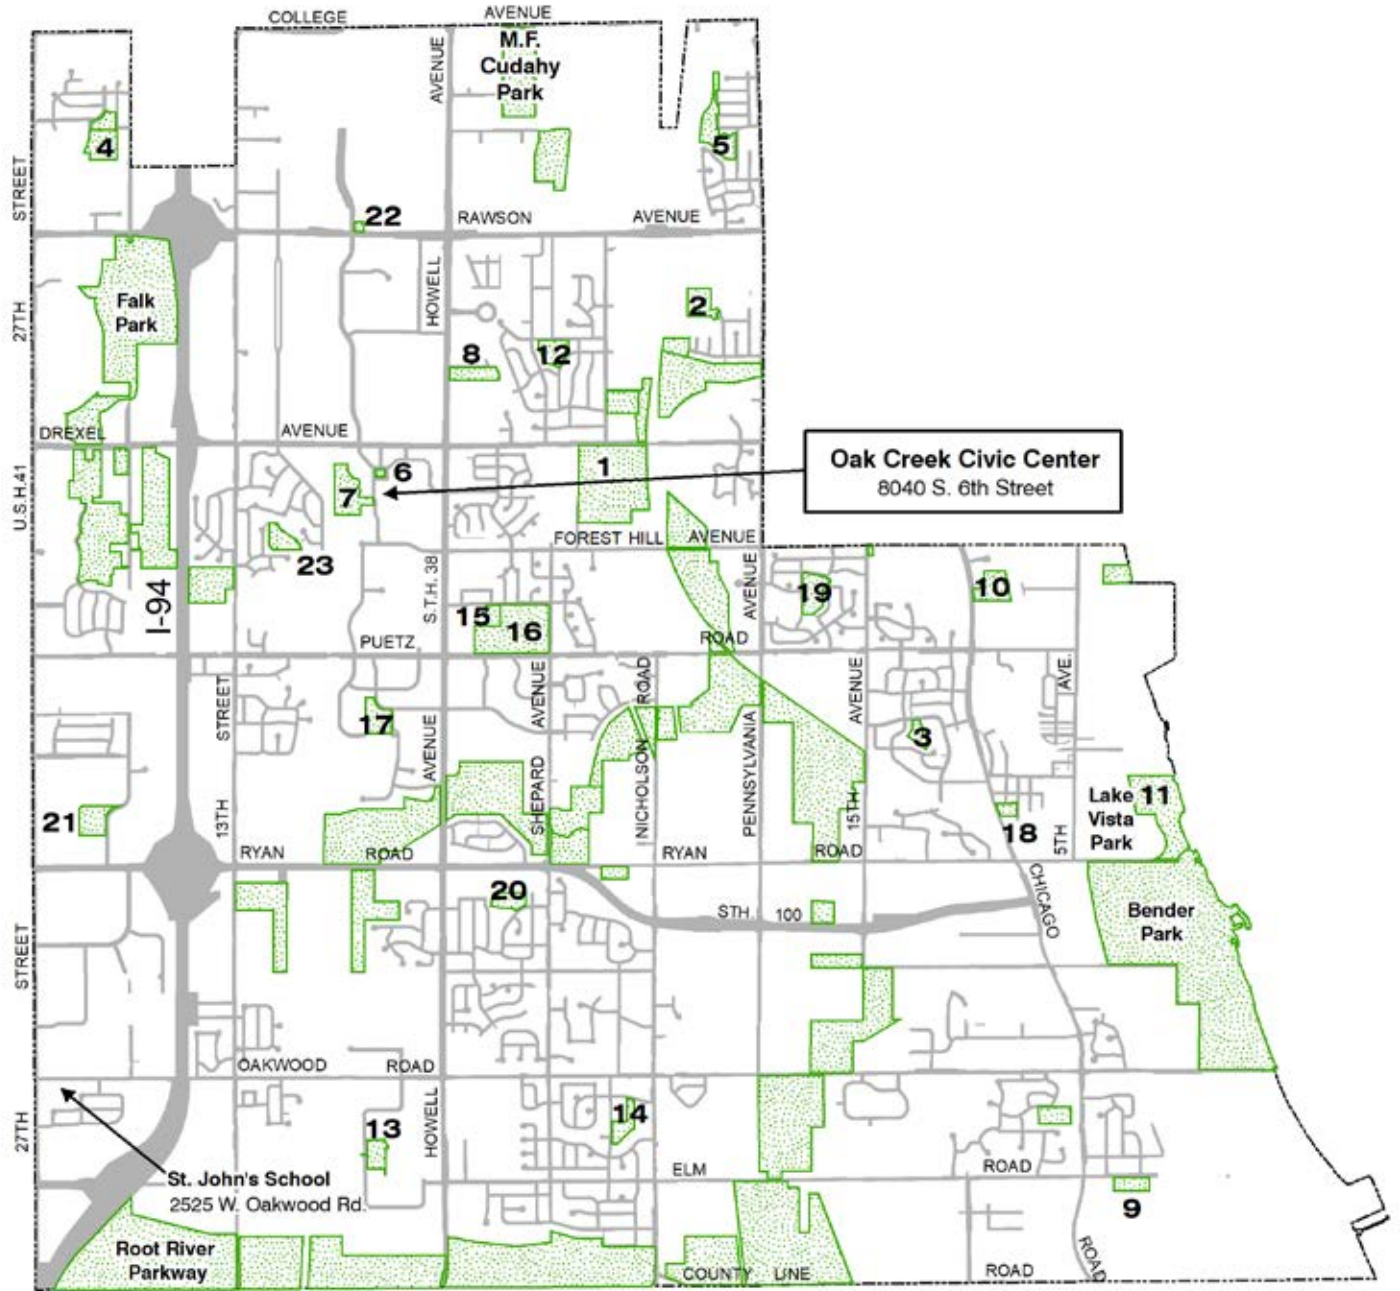 COLLEGE
AVENUE
M.F.
Cudahy
Park
AVENUE
4
5
STREET
22
RAWSON
AVENUE
Falk
Park
27TH
HOWELL
2
8
12
DREXEL
AVENUE
Oak Creek Civic Center
8040 S. 6th Street
6
1
7
U.S.H.41
FOREST HILL
AVENUE
23
I-94
S.T.H. 38
AVENUE
19
10
15
16
PUETZ
ROAD
STREET
AVENUE
ROAD
AVENUE
AVE.
17
AVENUE
3
13TH
SHEPARD
NICHOLSON
PENNSYLVANIA
15TH
5TH
21
Lake
Vista
Park
11
18
RYAN
ROAD
RYAN
ROAD
20
STH
100
CHICAGO
Bender
Park
STREET
OAKWOOD
ROAD
27TH
HOWELL
13
14
St. John's School
2525 W. Oakwood Rd.
ELM
ROAD
9
Root River
Parkway
COUNTY LINE
ROAD
ROAD